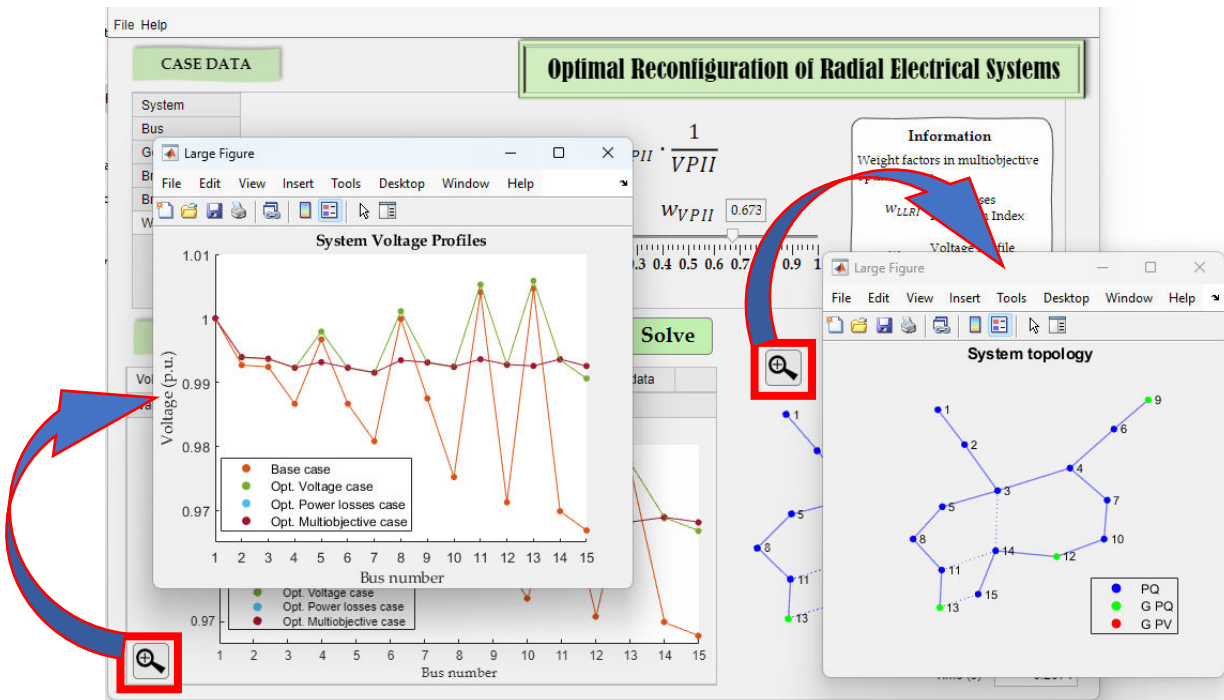 File Help
CASE DATA
Optimal Reconfiguration of Radial Electrical Systems
System
Bus
1
VPII
w_VPII 0.673
0.3 0.4 0.5 0.6 0.7 0.9 1
Information
Weight factors in multiobjective
w_LLRI
Index
Voltage
Solve
Large Figure
File Edit View Insert Tools Desktop Window Help
System Voltage Profiles
Voltage (p.u.)
1.01
1
0.99
0.98
0.97
Base case
Opt. Voltage case
Opt. Power losses case
Opt. Multiobjective case
1 2 3 4 5 6 7 8 9 10 11 12 13 14 15
Bus number
Opt. Voltage case
Opt. Power losses case
Opt. Multiobjective case
0.97
1 2 3 4 5 6 7 8 9 10 11 12 13 14 15
Bus number
1
5
8
11
13
Large Figure
File Edit View Insert Tools Desktop Window Help
System topology
1
2
3
4
5
6
7
8
9
10
11
12
13
14
15
PQ
G PQ
G PV